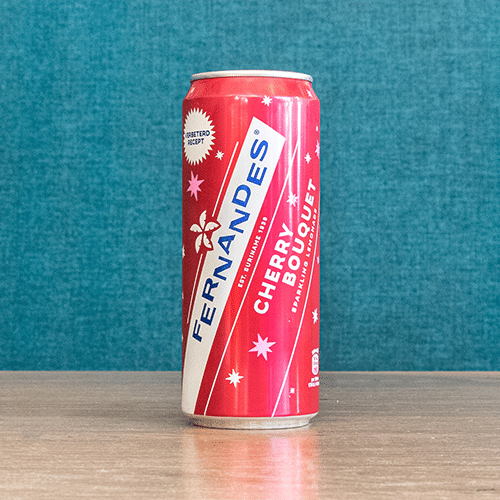 VERBETERD
RECEPT
FERNANDES®
EST. SURINAME 1939
CHERRY
BOUQUET
SPARKLING LEMONADE